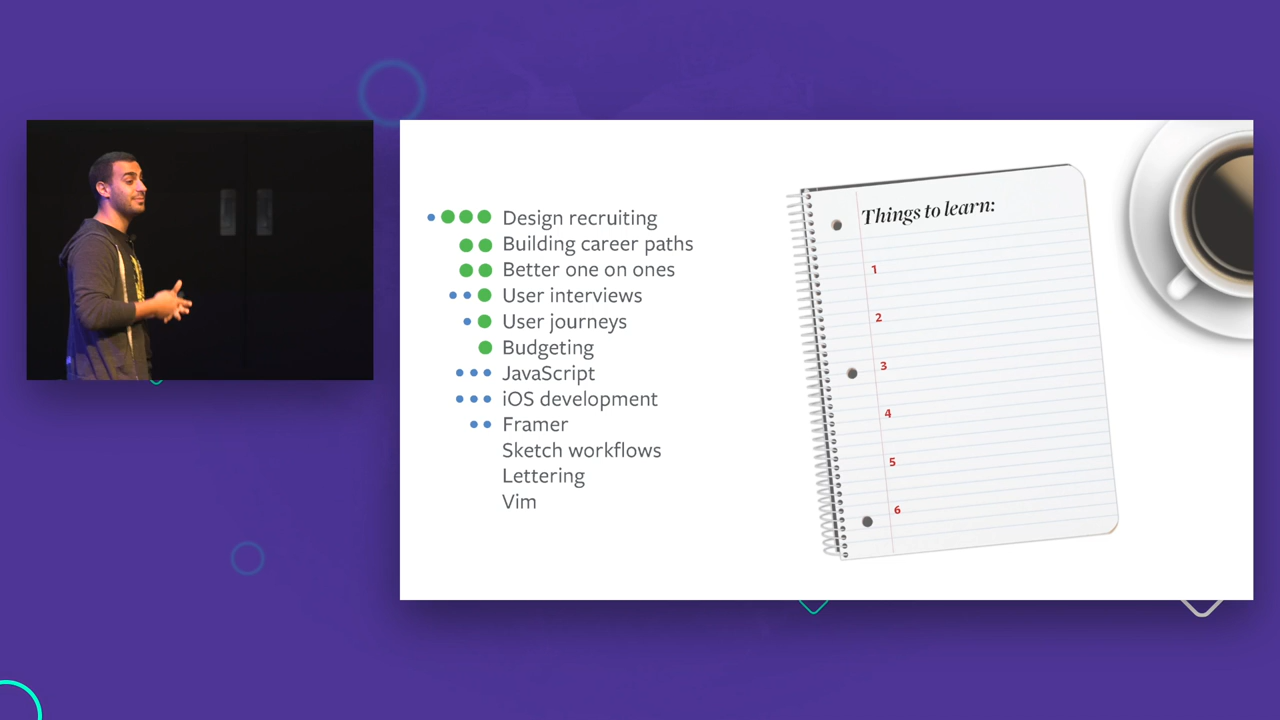 Design recruiting
Building career paths
Better one on ones
User interviews
User journeys
Budgeting
JavaScript
iOS development
Framer
Sketch workflows
Lettering
Vim
Things to learn:
1
2
3
4
5
6